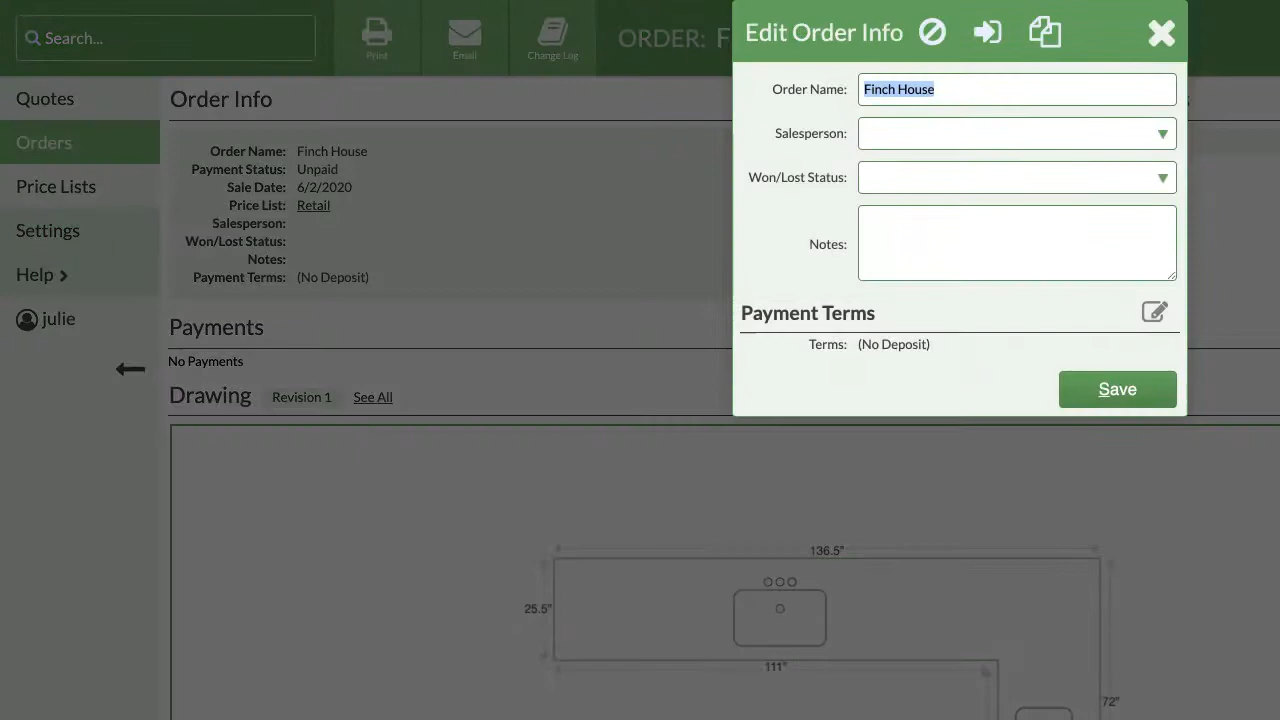 Search...
Print
Email
Change Log
ORDER: F
Quotes
Orders
Price Lists
Settings
Help
julie
Order Info
Order Name: Finch House
Payment Status: Unpaid
Sale Date: 6/2/2020
Price List: Retail
Salesperson:
Won/Lost Status:
Notes:
Payment Terms: (No Deposit)
Payments
No Payments
Drawing Revision 1 See All
136.5"
25.5"
111"
72"
Edit Order Info
Order Name: Finch House
Salesperson:
Won/Lost Status:
Notes:
Payment Terms
Terms: (No Deposit)
Save